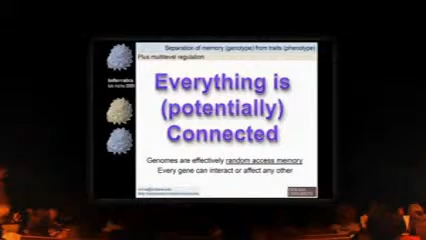 Separation of memory (genotype) from traits (phenotype)
Plus multilevel regulation
Everything is
(potentially)
Connected
Genomes are effectively random access memory
Every gene can interact or affect any other